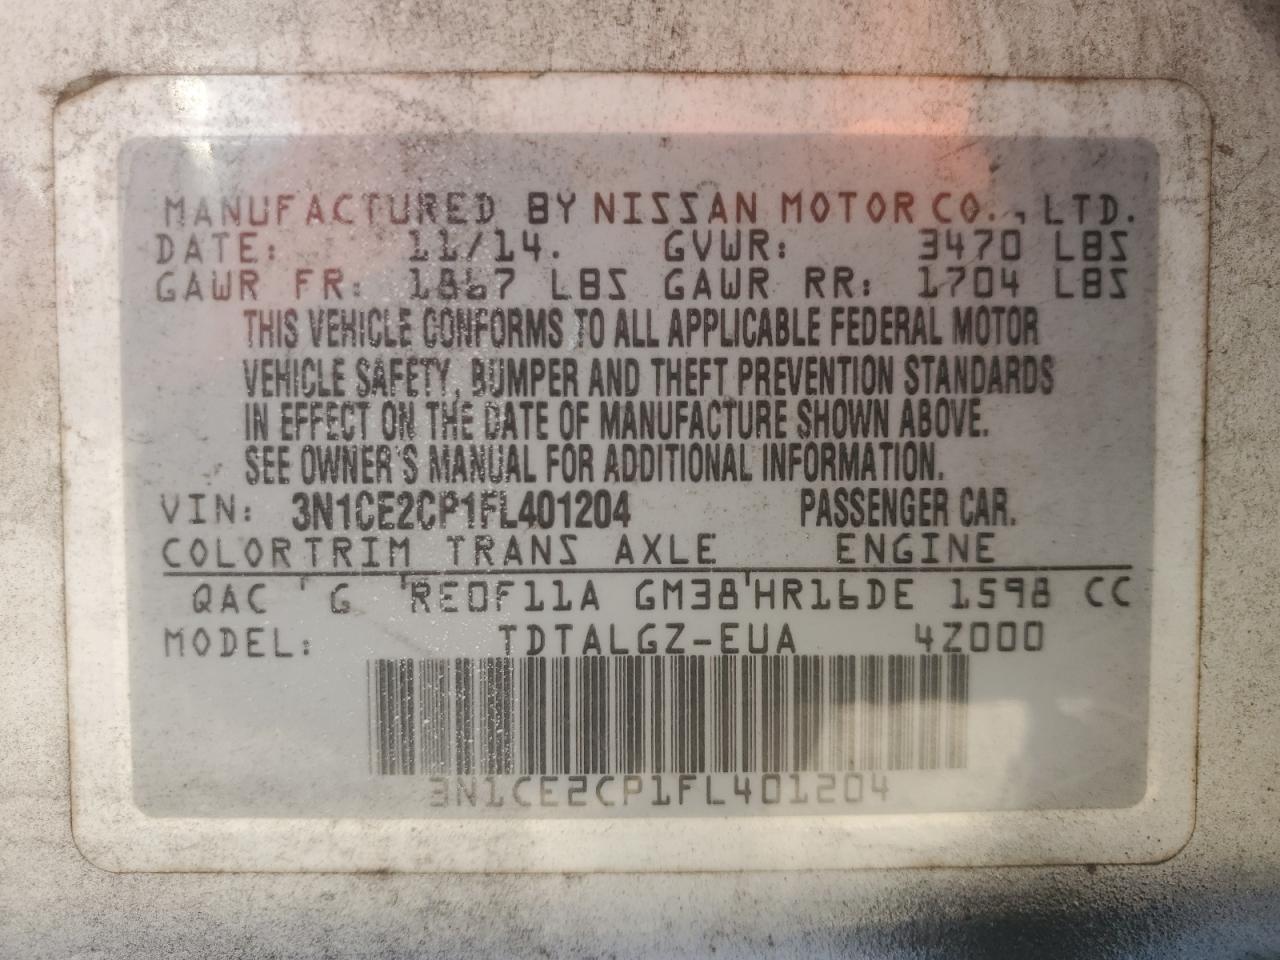 MANUFACTURED BY NISSAN MOTOR CO., LTD.
DATE: 11/14. GVWR: 3470 LBS
GAWR FR: 1867 LBS GAWR RR: 1704 LBS
THIS VEHICLE CONFORMS TO ALL APPLICABLE FEDERAL MOTOR
VEHICLE SAFETY, BUMPER AND THEFT PREVENTION STANDARDS
IN EFFECT ON THE DATE OF MANUFACTURE SHOWN ABOVE.
SEE OWNER'S MANUAL FOR ADDITIONAL INFORMATION.
VIN: 3N1CE2CP1FL401204 PASSENGER CAR.
COLORTRIM TRANS AXLE ENGINE
QAC ' G 'RE0F11A GM38'HR16DE 1598 CC
MODEL: TDTALGZ-EUA 4Z000
3N1CE2CP1FL401204